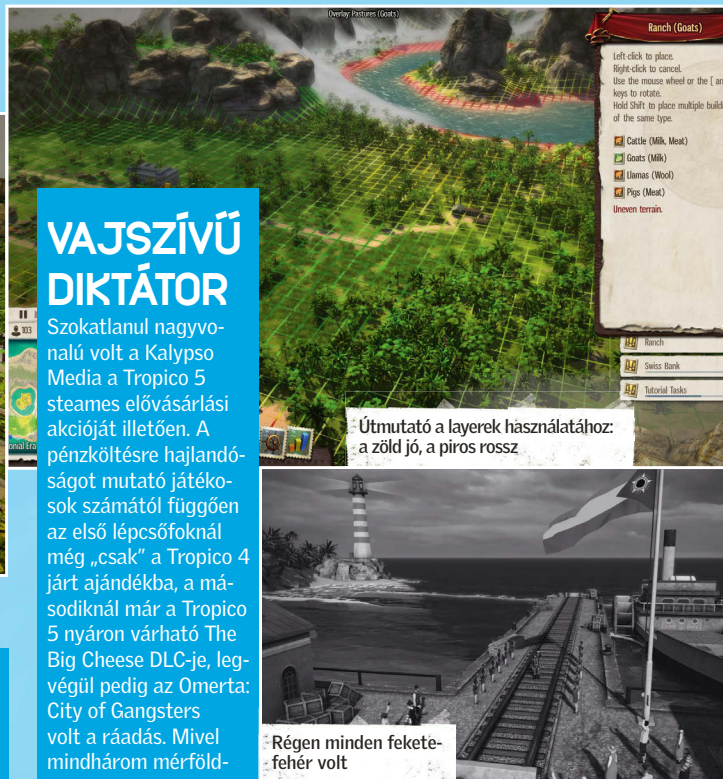 Overlay: Pastures (Goats)
Ranch (Goats)
Left-click to place.
Right-click to cancel.
Use the mouse wheel or the [ an
keys to rotate.
Hold Shift to place multiple buildi
of the same type.
Cattle (Milk, Meat)
Goats (Milk)
Llamas (Wool)
Pigs (Meat)
Uneven terrain.
Ranch
Swiss Bank
Tutorial Tasks
103
onial Era
Útmutató a layerek használatához:
a zöld jó, a piros rossz
VAJSZÍVŰ
DIKTÁTOR
Szokatlanul nagyvo-
nalú volt a Kalypso
Media a Tropico 5
steames elővásárlási
akcióját illetően. A
pénzköltésre hajlandó-
ságot mutató játéko-
sok számától függően
az első lépcsőfoknál
még „csak” a Tropico 4
járt ajándékba, a má-
sodiknál már a Tropico
5 nyáron várható The
Big Cheese DLC-je, leg-
végül pedig az Omerta:
City of Gangsters
volt a ráadás. Mivel
mindhárom mérföld-
Régen minden fekete-
fehér volt